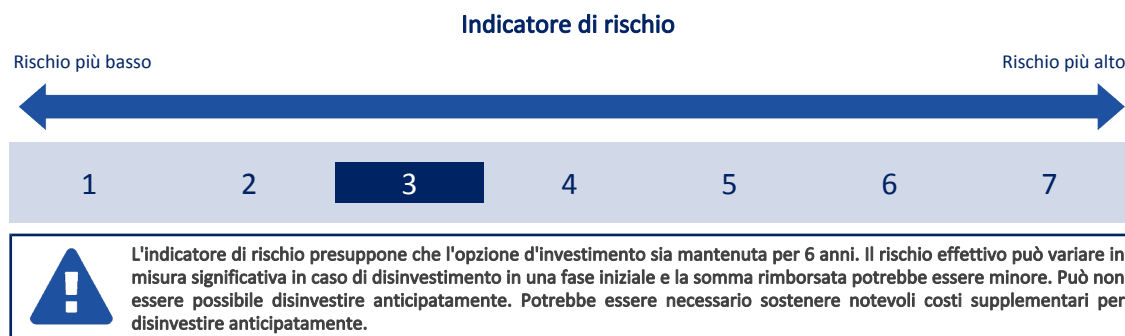 Indicatore di rischio
Rischio più basso
Rischio più alto
1 2 3 4 5 6 7
L'indicatore di rischio presuppone che l'opzione d'investimento sia mantenuta per 6 anni. Il rischio effettivo può variare in
misura significativa in caso di disinvestimento in una fase iniziale e la somma rimborsata potrebbe essere minore. Può non
essere possibile disinvestire anticipatamente. Potrebbe essere necessario sostenere notevoli costi supplementari per
disinvestire anticipatamente.